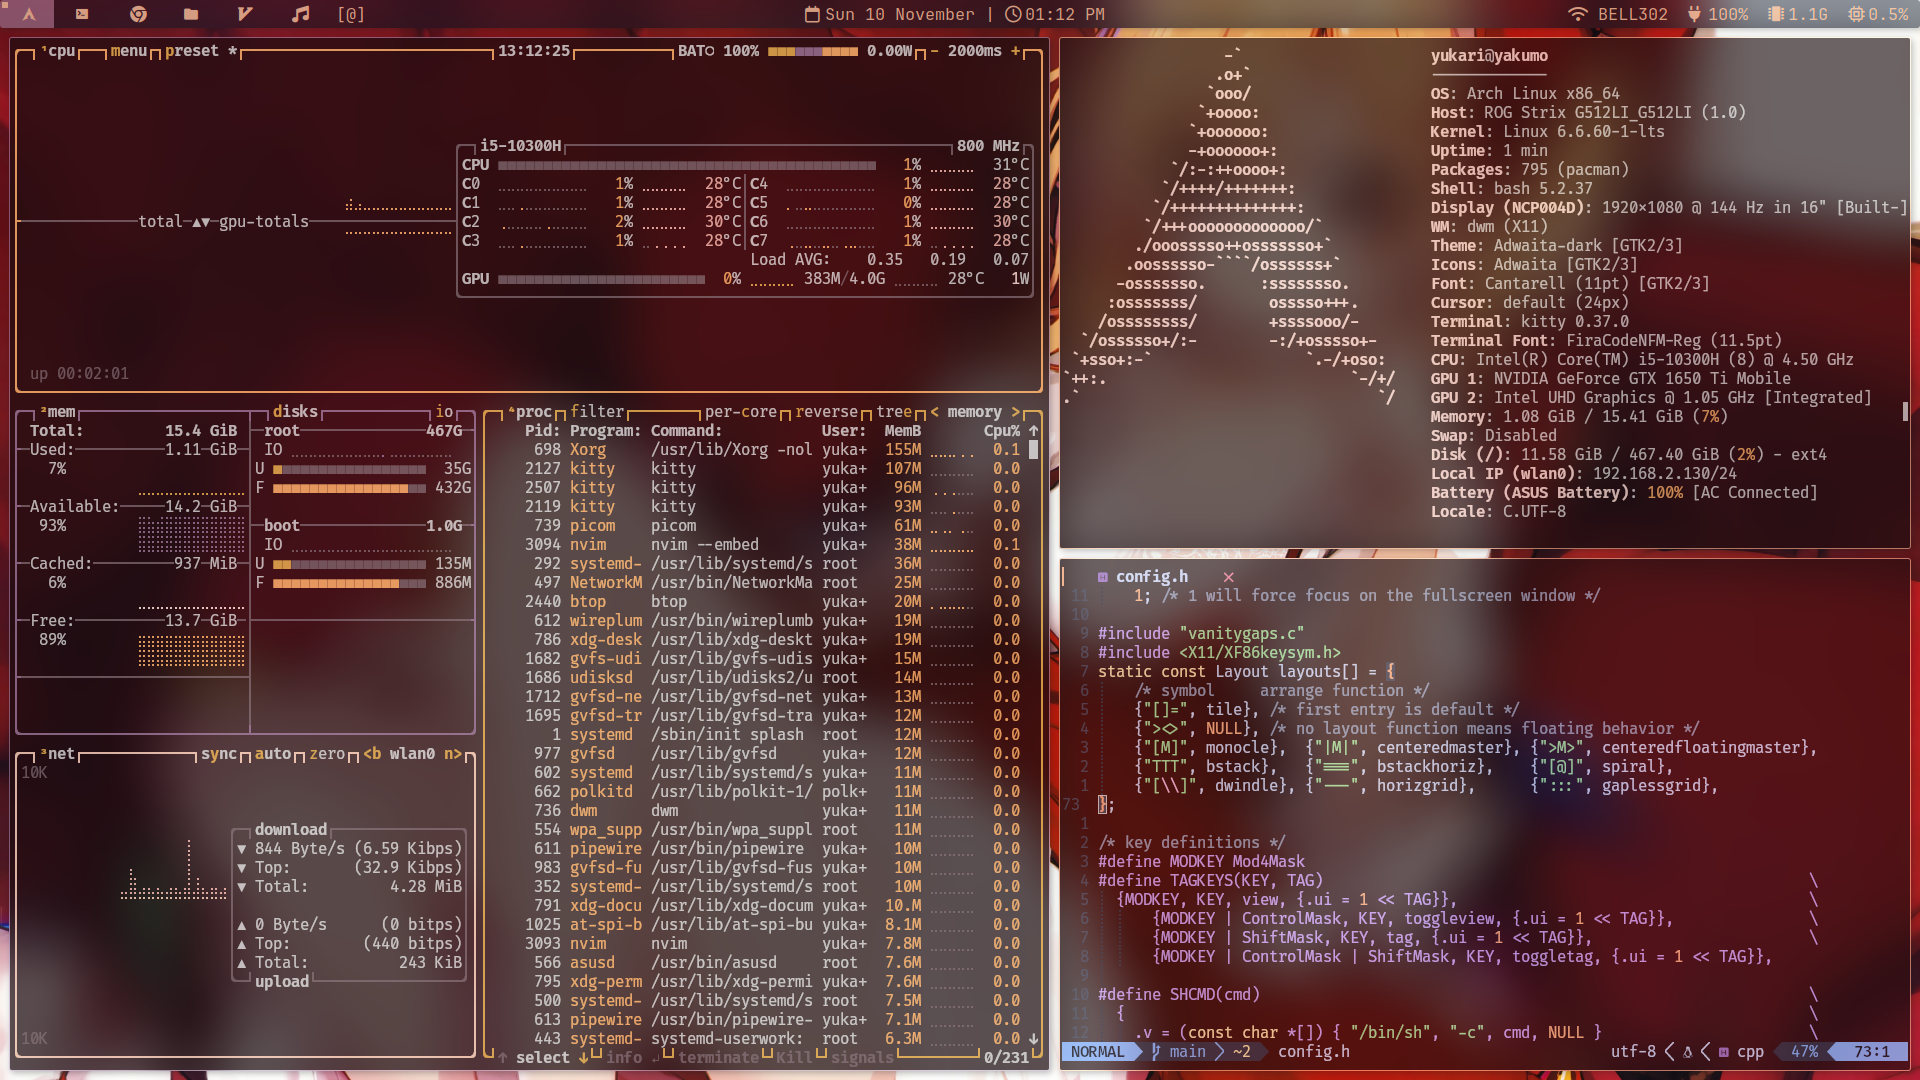 [@] Sun 10 November | 01:12 PM BELL302 100% 1.1G 0.5%
¹cpu menu preset * 13:12:25 BAT○ 100% 0.00W - 2000ms +
i5-10300H 800 MHz
CPU 1% 31°C
C0 1% 28°C C4 1% 28°C
C1 1% 28°C C5 0% 28°C
total ▲▼ gpu-totals C2 2% 30°C C6 1% 30°C
C3 1% 28°C C7 1% 28°C
Load AVG: 0.35 0.19 0.07
GPU 0% 383M/4.0G 28°C 1W
up 00:02:01
²mem disks io
Total: 15.4 GiB root 467G
Used: 1.11 GiB IO
7% U 35G
F 432G
Available: 14.2 GiB
93% boot 1.0G
IO
Cached: 937 MiB U 135M
6% F 886M
Free: 13.7 GiB
89%
³net sync auto zero <b wlan0 n>
10K
download
▼ 844 Byte/s (6.59 Kibps)
▼ Top: (32.9 Kibps)
▼ Total: 4.28 MiB
▲ 0 Byte/s (0 bitps)
▲ Top: (440 bitps)
▲ Total: 243 KiB
upload
10K
⁴proc filter per-core reverse tree < memory >
Pid: Program: Command: User: MemB Cpu% ↑
698 Xorg /usr/lib/Xorg -nol yuka+ 155M 0.1
2127 kitty kitty yuka+ 107M 0.0
2507 kitty kitty yuka+ 96M 0.0
2119 kitty kitty yuka+ 93M 0.0
739 picom picom yuka+ 61M 0.0
3094 nvim nvim --embed yuka+ 38M 0.1
292 systemd- /usr/lib/systemd/s root 36M 0.0
497 NetworkM /usr/bin/NetworkMa root 25M 0.0
2440 btop btop yuka+ 20M 0.0
612 wireplum /usr/bin/wireplumb yuka+ 19M 0.0
786 xdg-desk /usr/lib/xdg-deskt yuka+ 19M 0.0
1682 gvfs-udi /usr/lib/gvfs-udis yuka+ 15M 0.0
1686 udisksd /usr/lib/udisks2/u root 14M 0.0
1712 gvfsd-ne /usr/lib/gvfsd-net yuka+ 13M 0.0
1695 gvfsd-tr /usr/lib/gvfsd-tra yuka+ 12M 0.0
1 systemd /sbin/init splash root 12M 0.0
977 gvfsd /usr/lib/gvfsd yuka+ 12M 0.0
602 systemd /usr/lib/systemd/s yuka+ 11M 0.0
662 polkitd /usr/lib/polkit-1/ polk+ 11M 0.0
736 dwm dwm yuka+ 11M 0.0
554 wpa_supp /usr/bin/wpa_suppl root 11M 0.0
611 pipewire /usr/bin/pipewire yuka+ 10M 0.0
983 gvfsd-fu /usr/lib/gvfsd-fus yuka+ 10M 0.0
352 systemd- /usr/lib/systemd/s root 10M 0.0
791 xdg-docu /usr/lib/xdg-docum yuka+ 10.M 0.0
1025 at-spi-b /usr/lib/at-spi-bu yuka+ 8.1M 0.0
3093 nvim nvim yuka+ 7.8M 0.0
566 asusd /usr/bin/asusd root 7.6M 0.0
795 xdg-perm /usr/lib/xdg-permi yuka+ 7.6M 0.0
500 systemd- /usr/lib/systemd/s root 7.5M 0.0
613 pipewire /usr/bin/pipewire- yuka+ 7.1M 0.0
443 systemd- systemd-userwork: root 6.3M 0.0 ↓
↑ select ↓ info ↲ terminate Kill signals 0/231
-`
.o+`
`ooo/
`+oooo:
`+oooooo:
-+oooooo+:
`/:-:++oooo+:
`/++++/+++++++:
`/++++++++++++++:
`/+++ooooooooooooo/`
./ooosssso++osssssso+`
.oossssso-````/ossssss+`
-osssssso. :ssssssso.
:osssssss/ osssso+++.
/ossssssss/ +ssssooo/-
`/ossssso+/:- -:/+osssso+-
`+sso+:-` `.-/+oso:
`++:. `-/+/
.` `/
yukari@yakumo
-------------
OS: Arch Linux x86_64
Host: ROG Strix G512LI_G512LI (1.0)
Kernel: Linux 6.6.60-1-lts
Uptime: 1 min
Packages: 795 (pacman)
Shell: bash 5.2.37
Display (NCP004D): 1920×1080 @ 144 Hz in 16" [Built-]
WM: dwm (X11)
Theme: Adwaita-dark [GTK2/3]
Icons: Adwaita [GTK2/3]
Font: Cantarell (11pt) [GTK2/3]
Cursor: default (24px)
Terminal: kitty 0.37.0
Terminal Font: FiraCodeNFM-Reg (11.5pt)
CPU: Intel(R) Core(TM) i5-10300H (8) @ 4.50 GHz
GPU 1: NVIDIA GeForce GTX 1650 Ti Mobile
GPU 2: Intel UHD Graphics @ 1.05 GHz [Integrated]
Memory: 1.08 GiB / 15.41 GiB (7%)
Swap: Disabled
Disk (/): 11.58 GiB / 467.40 GiB (2%) - ext4
Local IP (wlan0): 192.168.2.130/24
Battery (ASUS Battery): 100% [AC Connected]
Locale: C.UTF-8
config.h ✕
11 1; /* 1 will force focus on the fullscreen window */
10
9 #include "vanitygaps.c"
8 #include <X11/XF86keysym.h>
7 static const Layout layouts[] = {
6 /* symbol arrange function */
5 {"[]=", tile}, /* first entry is default */
4 {"><>", NULL}, /* no layout function means floating behavior */
3 {"[M]", monocle}, {"|M|", centeredmaster}, {">M>", centeredfloatingmaster},
2 {"TTT", bstack}, {"===", bstackhoriz}, {"[@]", spiral},
1 {"[\\]", dwindle}, {"---", horizgrid}, {":::", gaplessgrid},
73 };
1
2 /* key definitions */
3 #define MODKEY Mod4Mask
4 #define TAGKEYS(KEY, TAG) \
5 {MODKEY, KEY, view, {.ui = 1 << TAG}}, \
6 {MODKEY | ControlMask, KEY, toggleview, {.ui = 1 << TAG}}, \
7 {MODKEY | ShiftMask, KEY, tag, {.ui = 1 << TAG}}, \
8 {MODKEY | ControlMask | ShiftMask, KEY, toggletag, {.ui = 1 << TAG}},
9
10 #define SHCMD(cmd) \
11 { \
12 .v = (const char *[]) { "/bin/sh", "-c", cmd, NULL } \
NORMAL main ~2 config.h utf-8 cpp 47% 73:1